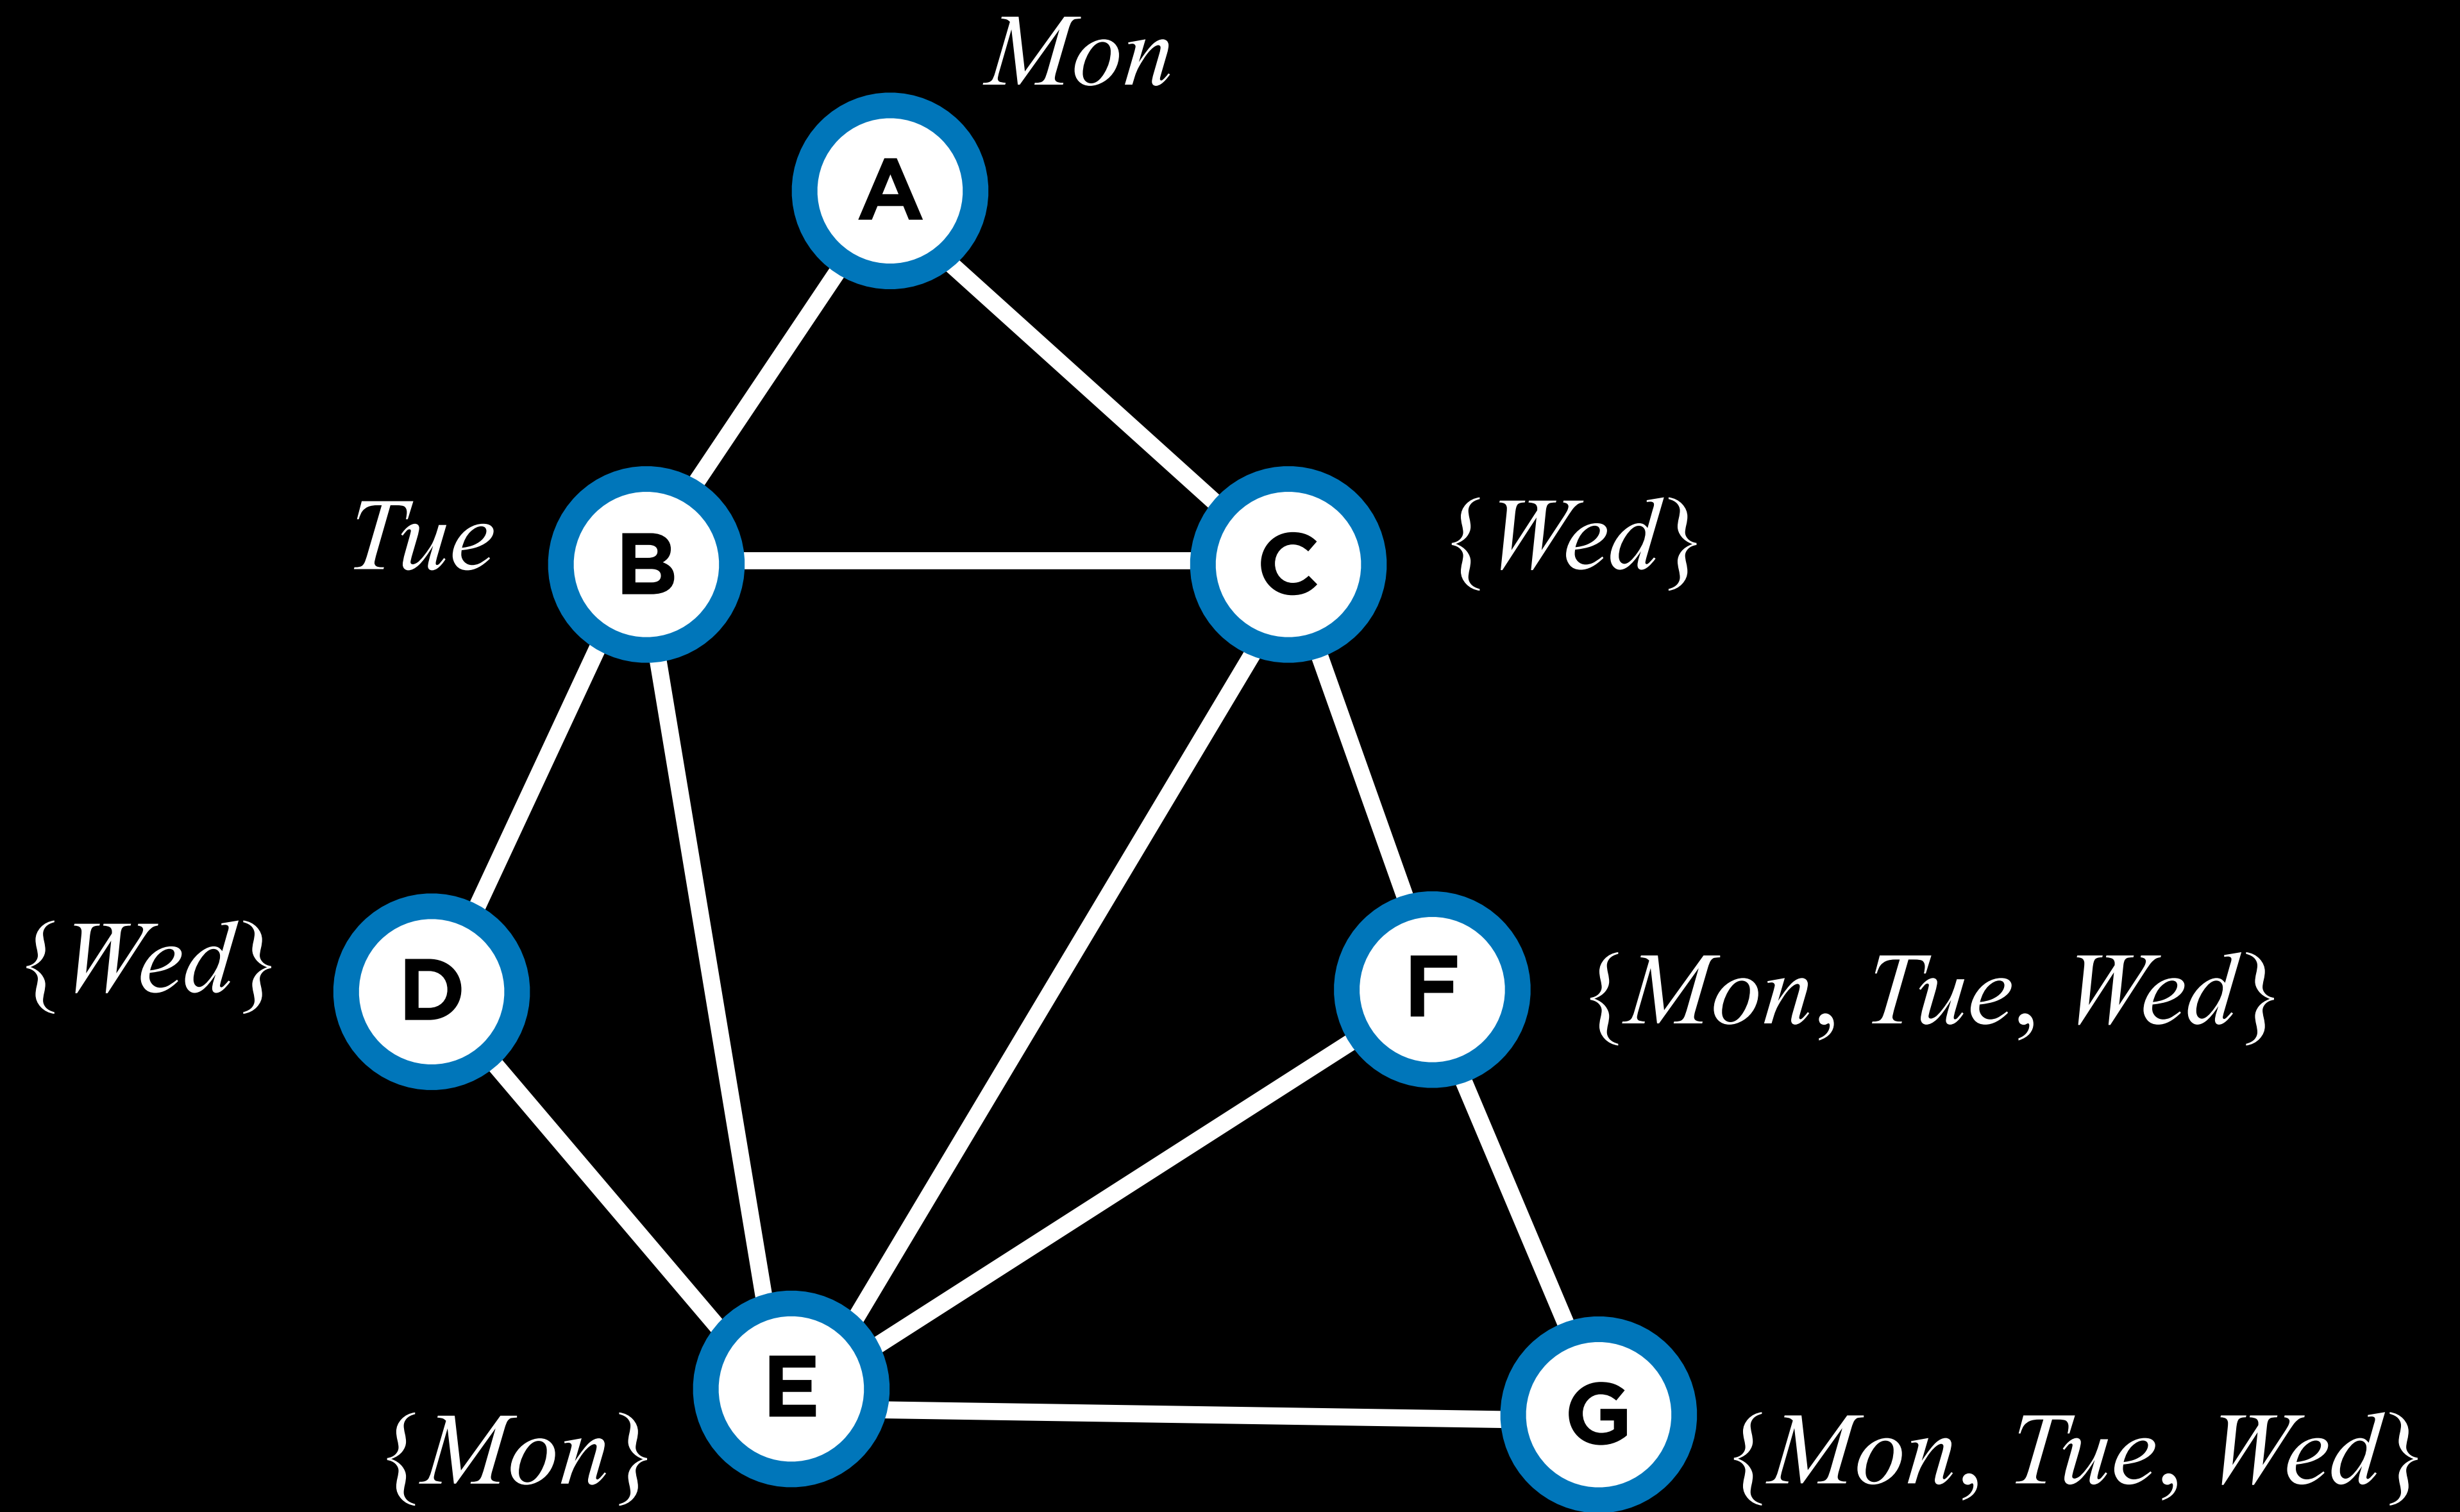 Mon
A
Tue
B
C
{Wed}
{Wed}
D
F
{Mon, Tue, Wed}
E
{Mon}
G
{Mon, Tue, Wed}